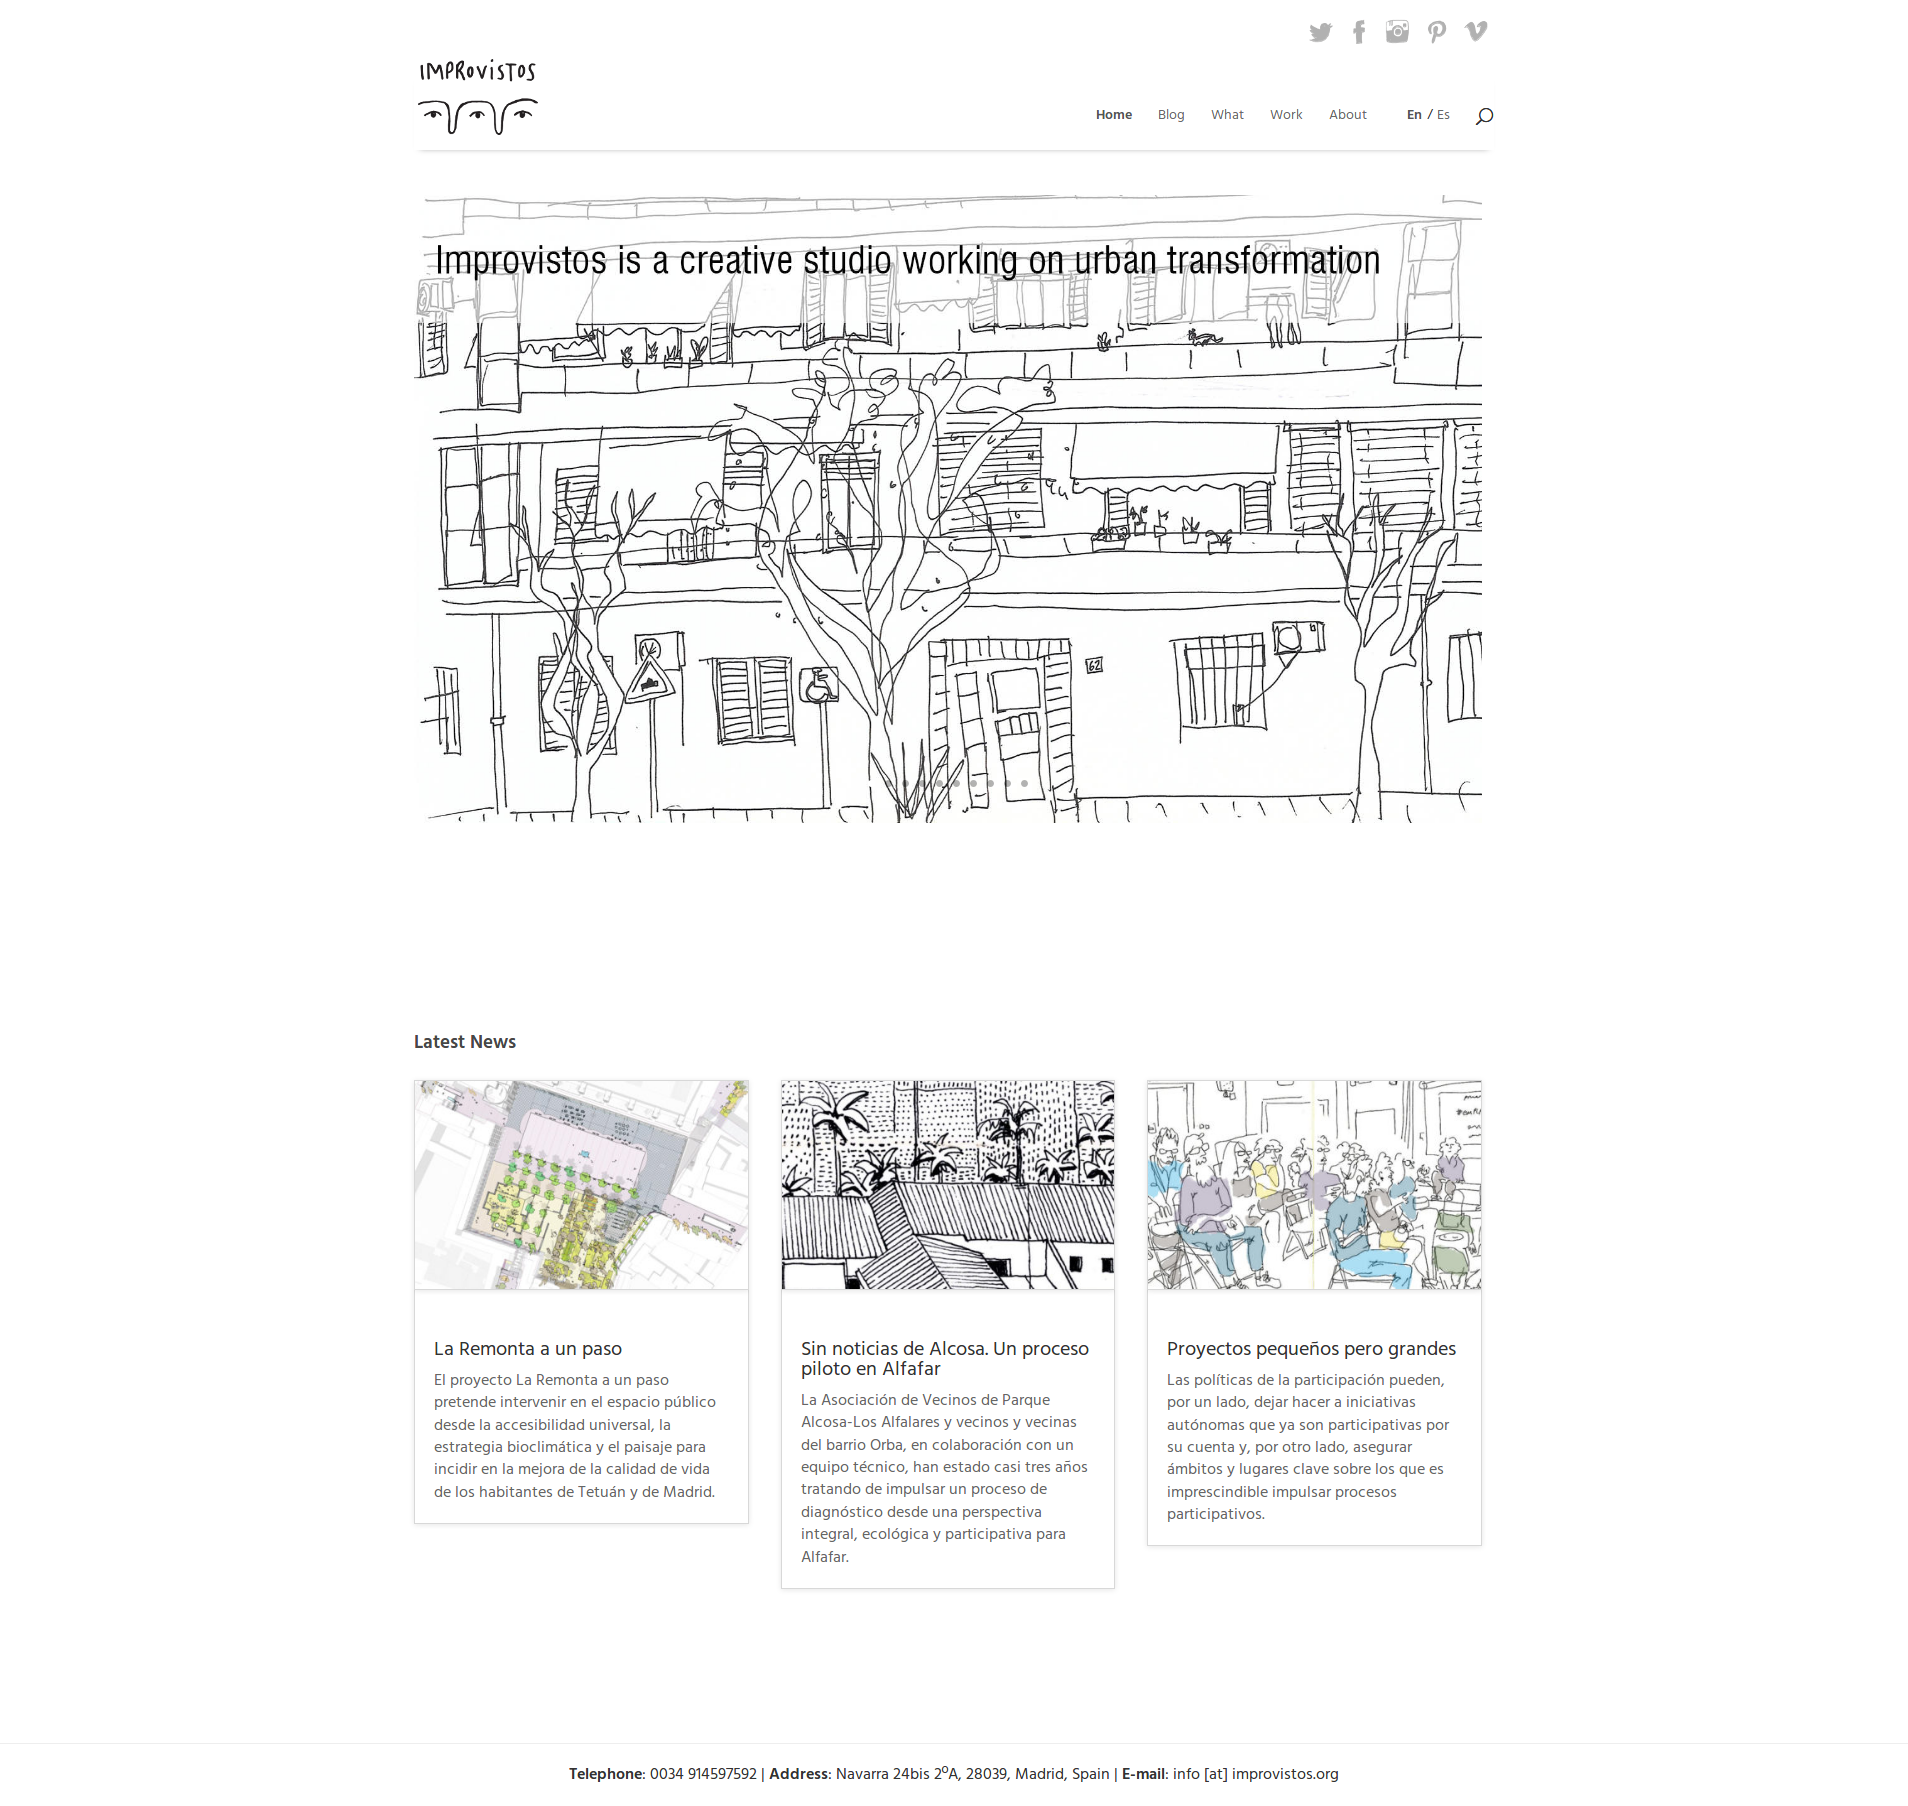 IMPROVISTOS
Home Blog What Work About En / Es
Improvistos is a creative studio working on urban transformation
62
Latest News
La Remonta a un paso
El proyecto La Remonta a un paso
pretende intervenir en el espacio público
desde la accesibilidad universal, la
estrategia bioclimática y el paisaje para
incidir en la mejora de la calidad de vida
de los habitantes de Tetuán y de Madrid.
Sin noticias de Alcosa. Un proceso
piloto en Alfafar
La Asociación de Vecinos de Parque
Alcosa-Los Alfalares y vecinos y vecinas
del barrio Orba, en colaboración con un
equipo técnico, han estado casi tres años
tratando de impulsar un proceso de
diagnóstico desde una perspectiva
integral, ecológica y participativa para
Alfafar.
Proyectos pequeños pero grandes
Las políticas de la participación pueden,
por un lado, dejar hacer a iniciativas
autónomas que ya son participativas por
su cuenta y, por otro lado, asegurar
ámbitos y lugares clave sobre los que es
imprescindible impulsar procesos
participativos.
Telephone: 0034 914597592 | Address: Navarra 24bis 2ºA, 28039, Madrid, Spain | E-mail: info [at] improvistos.org